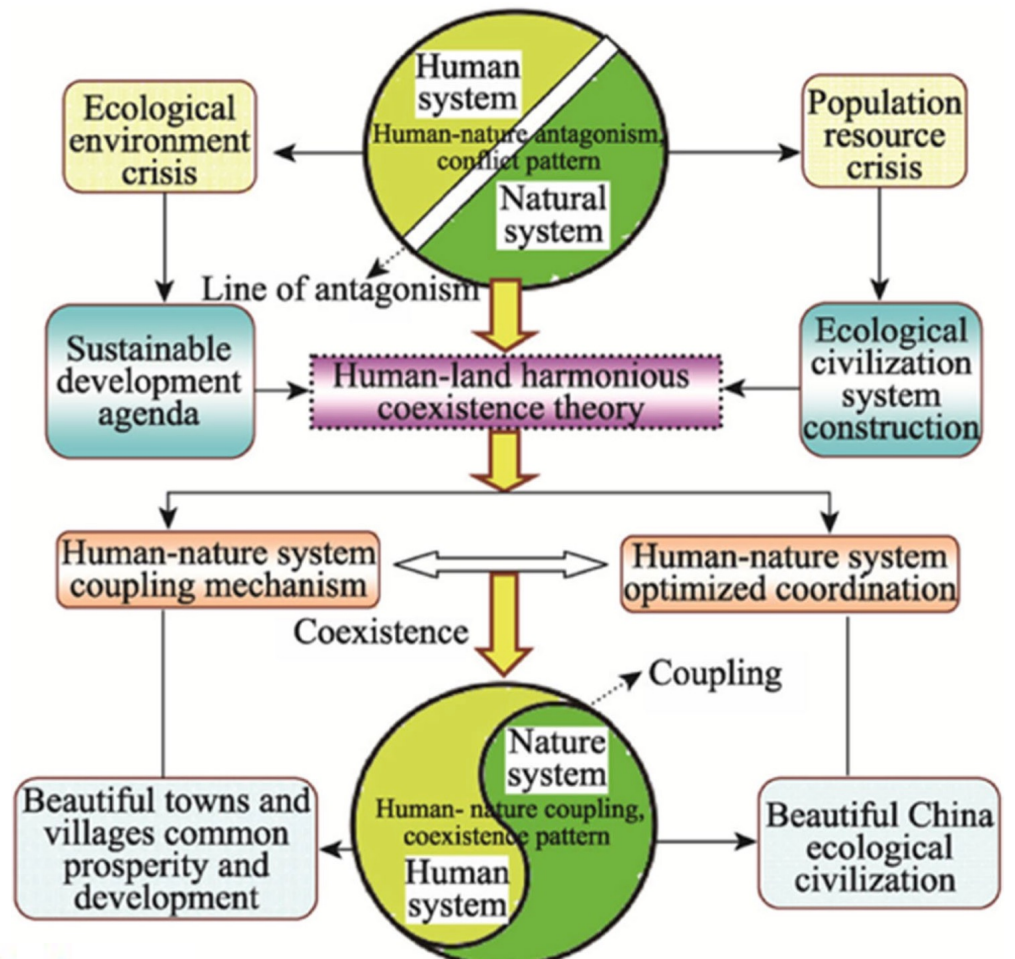 Human
system
Human-nature antagonism,
conflict pattern
Natural
system
Ecological
environment
crisis
Population
resource
crisis
Line of antagonism
Sustainable
development
agenda
Human-land harmonious
coexistence theory
Ecological
civilization
system
construction
Human-nature system
coupling mechanism
Human-nature system
optimized coordination
Coexistence
Coupling
Nature
system
Human- nature coupling,
coexistence pattern
Human
system
Beautiful towns and
villages common
prosperity and
development
Beautiful China
ecological
civilization